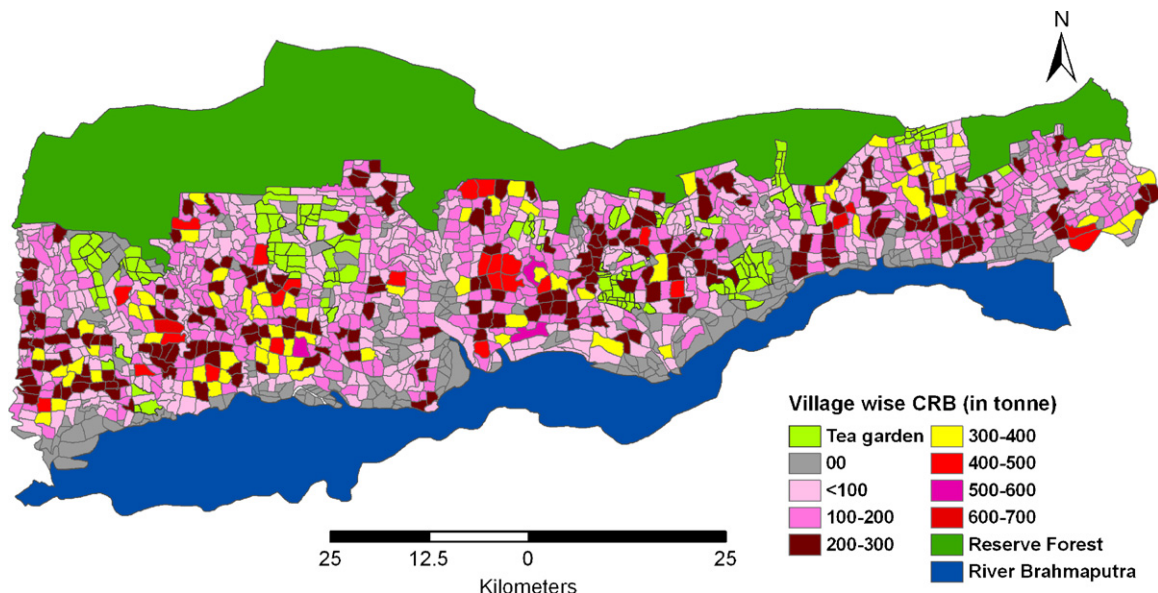 N
Village wise CRB (in tonne)
Tea garden
00
<100
100-200
200-300
300-400
400-500
500-600
600-700
Reserve Forest
River Brahmaputra
25 12.5 0 25
Kilometers